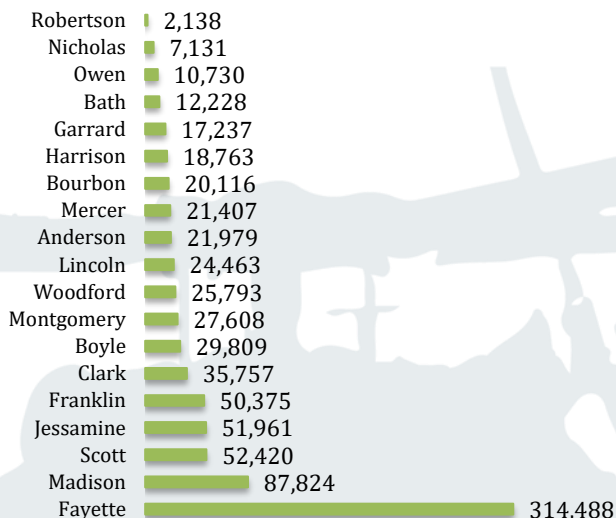 Robertson 2,138
Nicholas 7,131
Owen 10,730
Bath 12,228
Garrard 17,237
Harrison 18,763
Bourbon 20,116
Mercer 21,407
Anderson 21,979
Lincoln 24,463
Woodford 25,793
Montgomery 27,608
Boyle 29,809
Clark 35,757
Franklin 50,375
Jessamine 51,961
Scott 52,420
Madison 87,824
Fayette 314,488